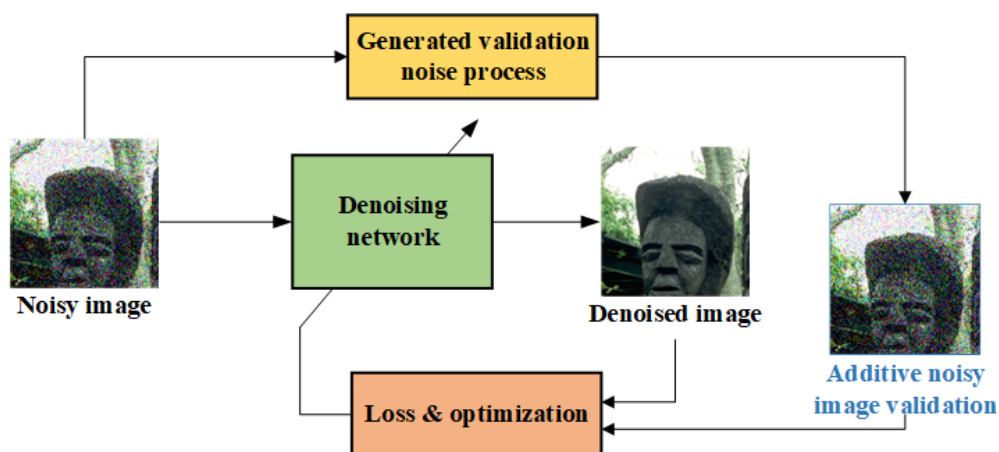 Generated validation
noise process
Denoising
network
Noisy image
Denoised image
Additive noisy
image validation
Loss & optimization